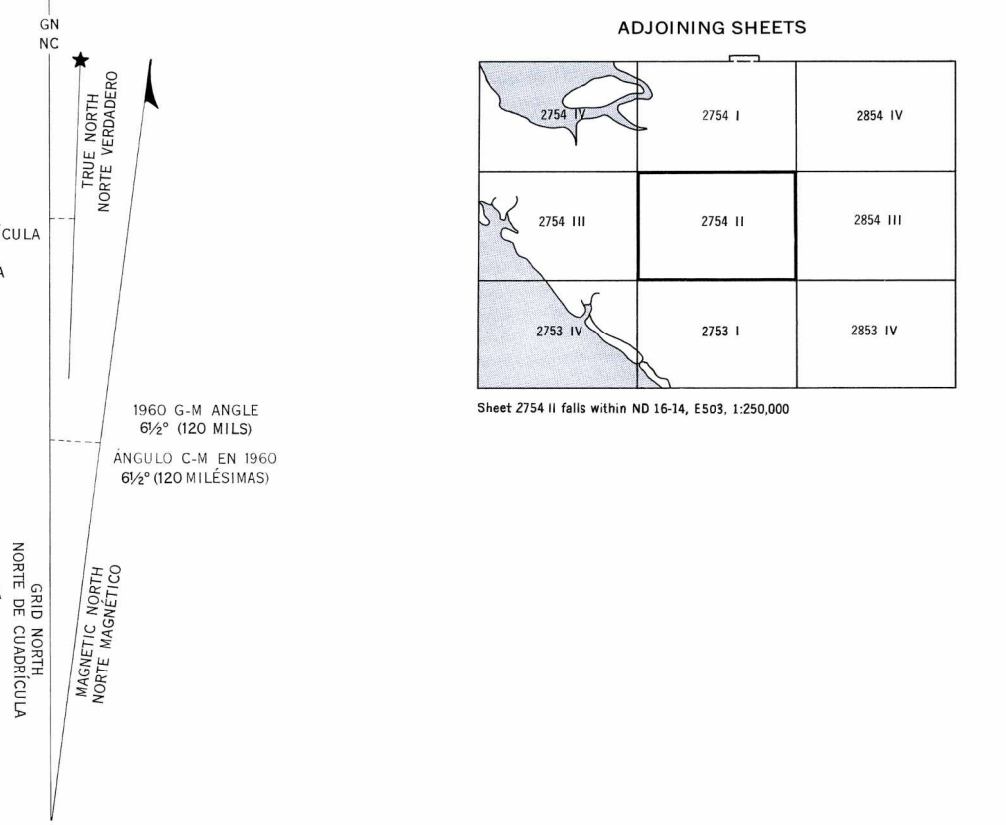 GN
NC
TRUE NORTH
NORTE VERDADERO
CULA
A
1960 G-M ANGLE
6½° (120 MILS)
ÁNGULO C-M EN 1960
6½° (120 MILÉSIMAS)
GRID NORTH
NORTE DE CUADRÍCULA
MAGNETIC NORTH
NORTE MAGNÉTICO
ADJOINING SHEETS
2754 IV
2754 I
2854 IV
2754 III
2754 II
2854 III
2753 IV
2753 I
2853 IV
Sheet 2754 II falls within ND 16-14, E503, 1:250,000